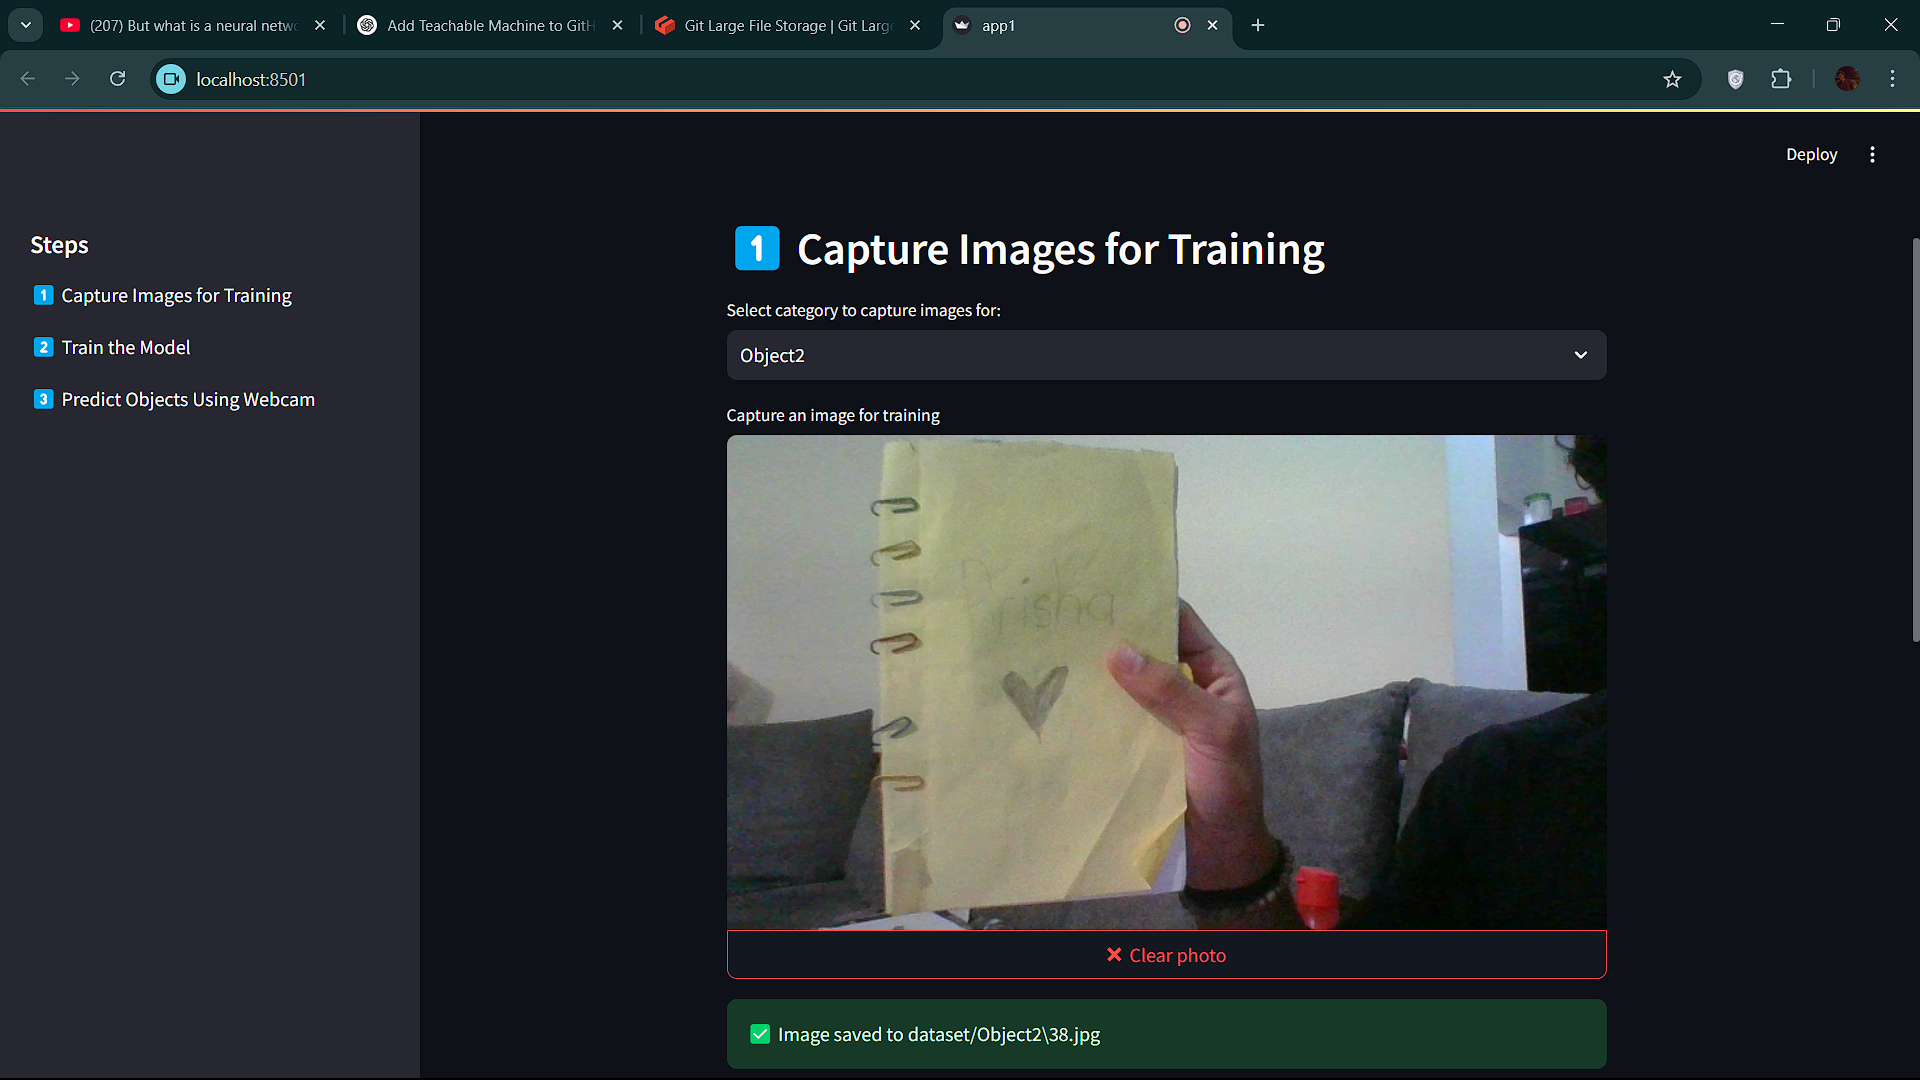 (207) But what is a neural netw
Add Teachable Machine to GitH
Git Large File Storage | Git Larg
app1
localhost:8501
Deploy
Steps
1 Capture Images for Training
2 Train the Model
3 Predict Objects Using Webcam
1 Capture Images for Training
Select category to capture images for:
Object2
Capture an image for training
Prisha
Clear photo
Image saved to dataset/Object2\38.jpg